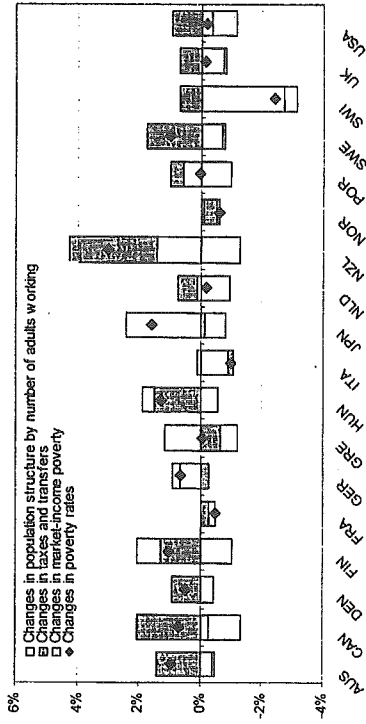 6%
4%
2%
0%
-2%
-4%
□ Changes in population structure by number of adults working
Changes in taxes and transfers
□ Changes in market-income poverty
◆ Changes in poverty rates
AUS
CAN
DEN
FIN
FRA
GER
GRE
HUN
ITA
JPN
NLD
NZL
NOR
POR
SWE
SWI
UK
USA